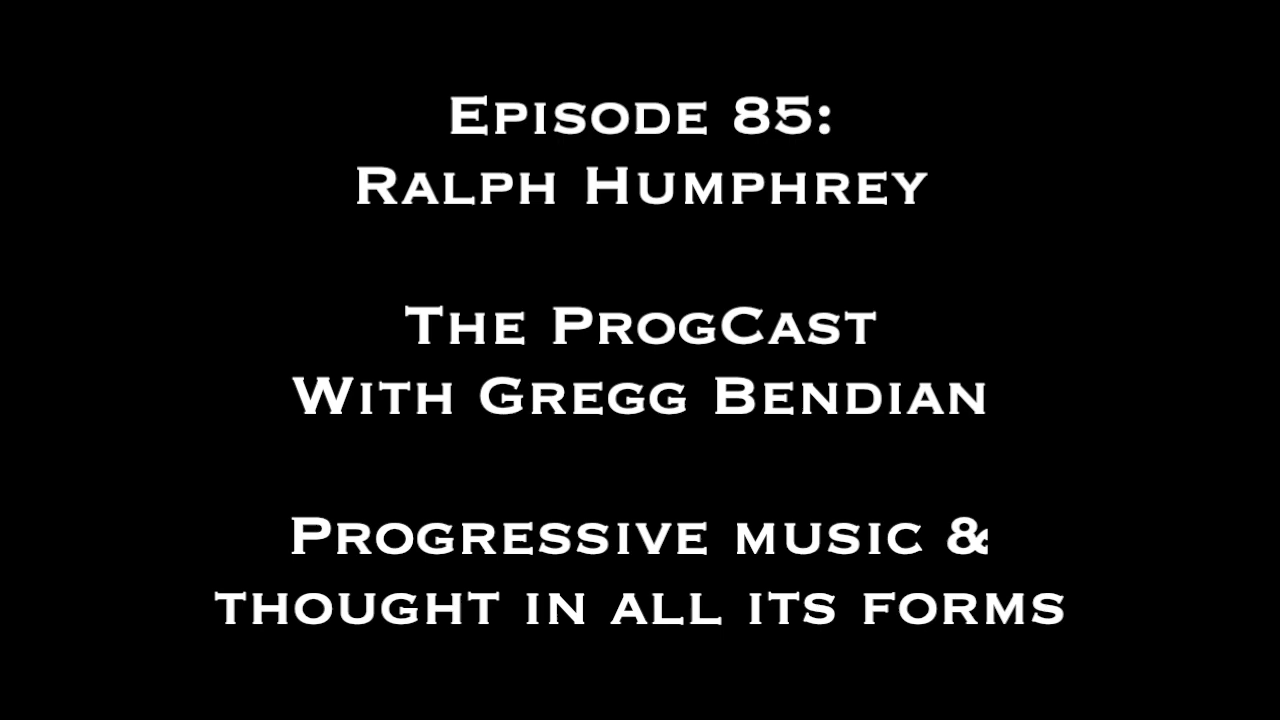 Episode 85:
Ralph Humphrey
The ProgCast
With Gregg Bendian
Progressive music &
thought in all its forms